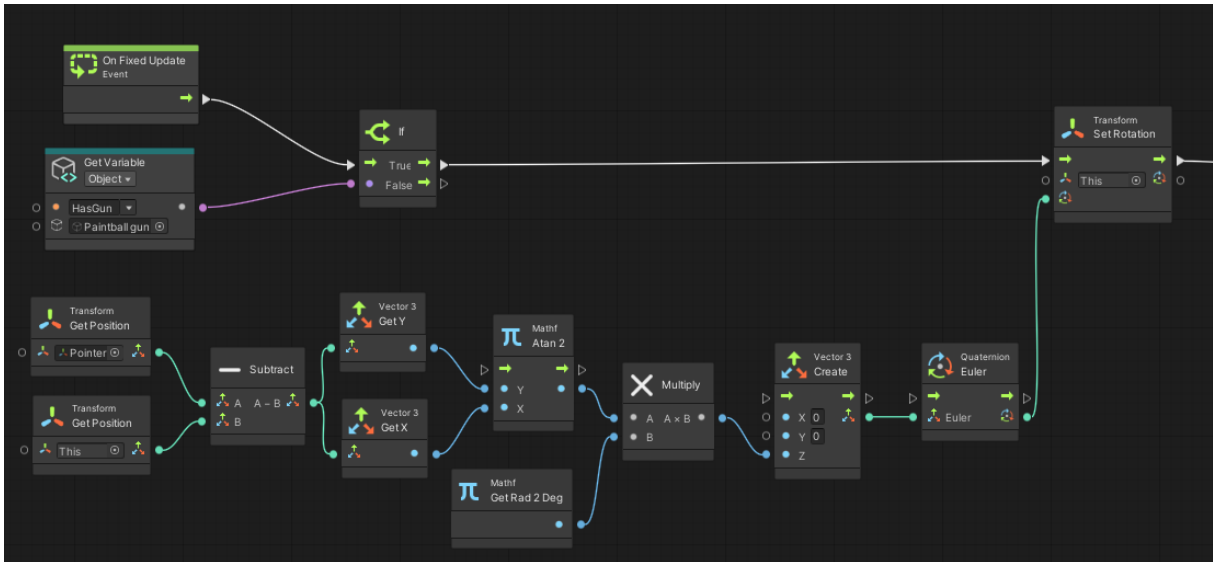 On Fixed Update
Event
Get Variable
Object
HasGun
Paintball gun
If
True
False
Transform
Set Rotation
This
Transform
Get Position
Pointer
Transform
Get Position
This
Subtract
A A − B
B
Vector 3
Get Y
Vector 3
Get X
Mathf
Atan 2
Y
X
Mathf
Get Rad 2 Deg
Multiply
A A × B
B
Vector 3
Create
X 0
Y 0
Z
Quaternion
Euler
Euler